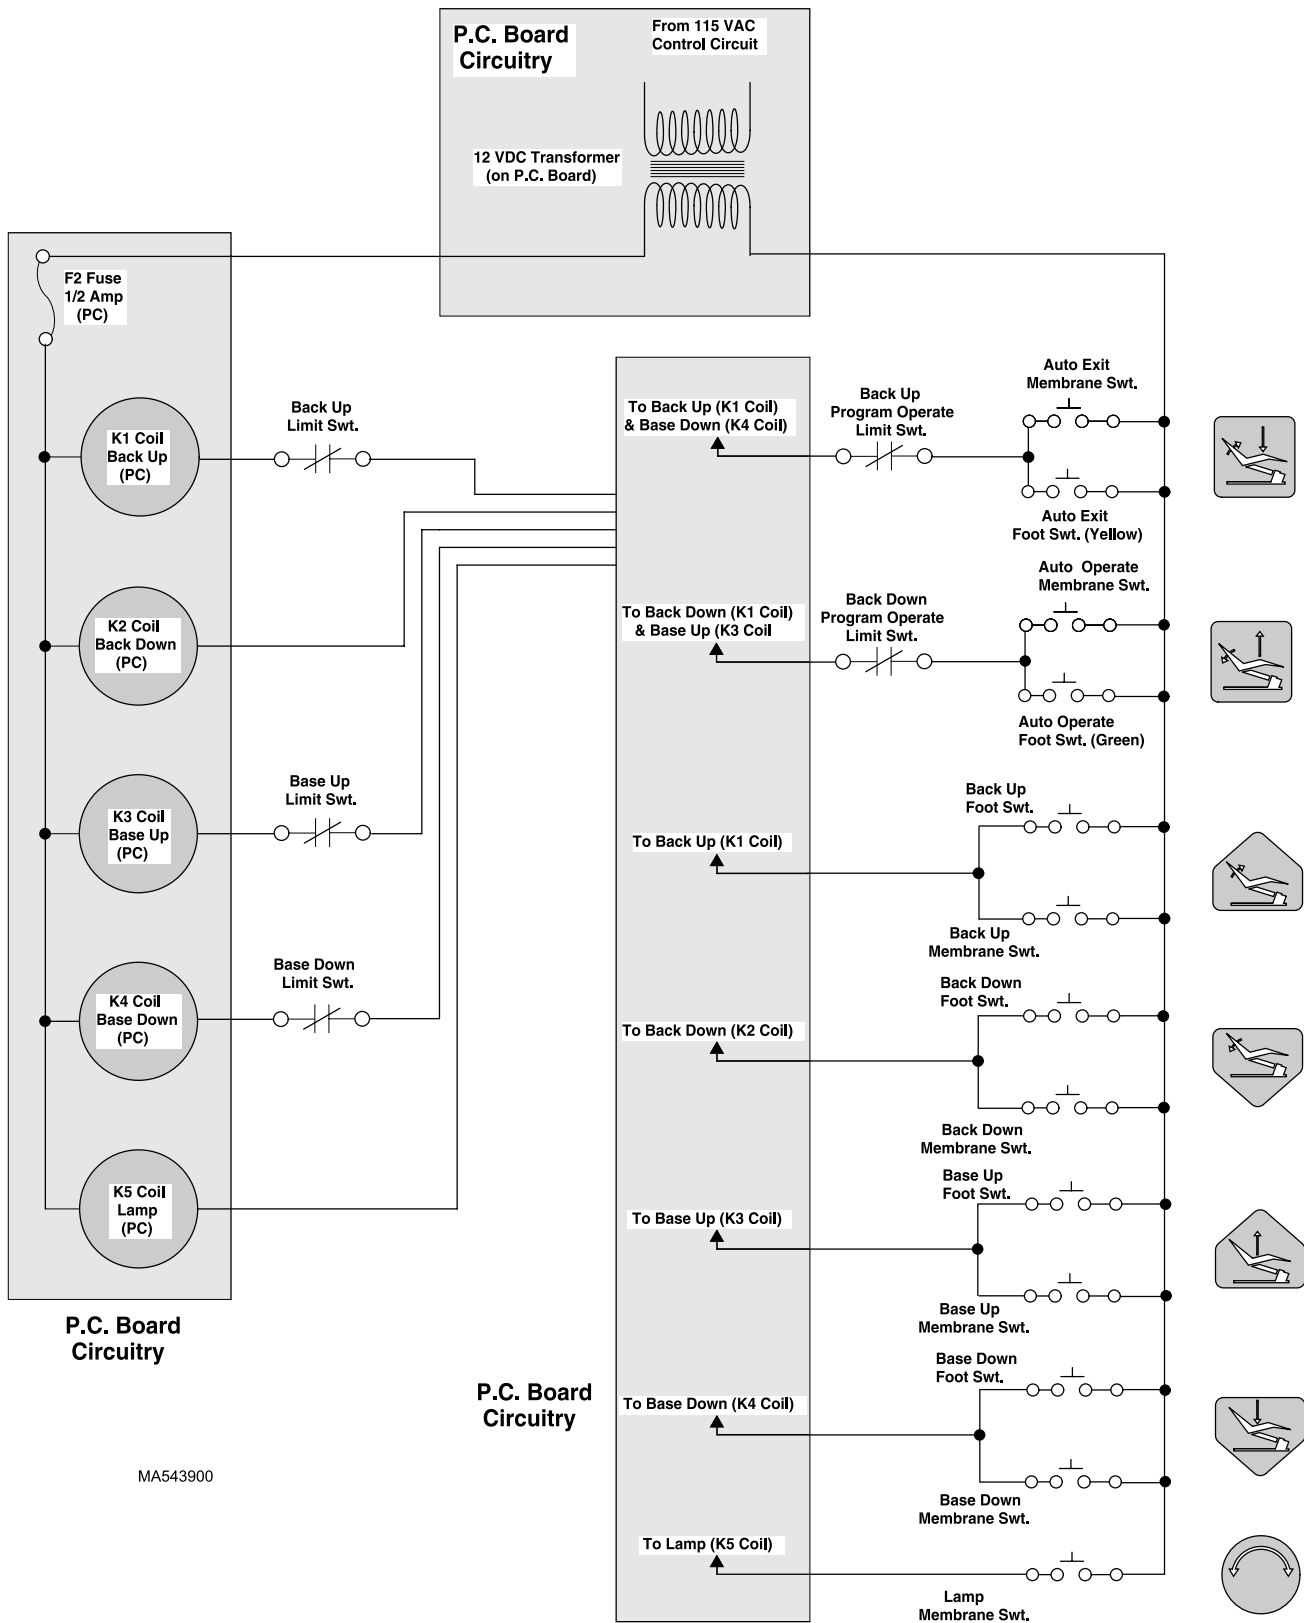 P.C. Board
Circuitry
From 115 VAC
Control Circuit
12 VDC Transformer
(on P.C. Board)
F2 Fuse
1/2 Amp
(PC)
K1 Coil
Back Up
(PC)
Back Up
Limit Swt.
K2 Coil
Back Down
(PC)
K3 Coil
Base Up
(PC)
Base Up
Limit Swt.
K4 Coil
Base Down
(PC)
Base Down
Limit Swt.
K5 Coil
Lamp
(PC)
P.C. Board
Circuitry
MA543900
P.C. Board
Circuitry
To Back Up (K1 Coil)
& Base Down (K4 Coil)
Back Up
Program Operate
Limit Swt.
Auto Exit
Membrane Swt.
Auto Exit
Foot Swt. (Yellow)
To Back Down (K1 Coil)
& Base Up (K3 Coil
Back Down
Program Operate
Limit Swt.
Auto Operate
Membrane Swt.
Auto Operate
Foot Swt. (Green)
To Back Up (K1 Coil)
Back Up
Foot Swt.
Back Up
Membrane Swt.
To Back Down (K2 Coil)
Back Down
Foot Swt.
Back Down
Membrane Swt.
To Base Up (K3 Coil)
Base Up
Foot Swt.
Base Up
Membrane Swt.
To Base Down (K4 Coil)
Base Down
Foot Swt.
Base Down
Membrane Swt.
To Lamp (K5 Coil)
Lamp
Membrane Swt.